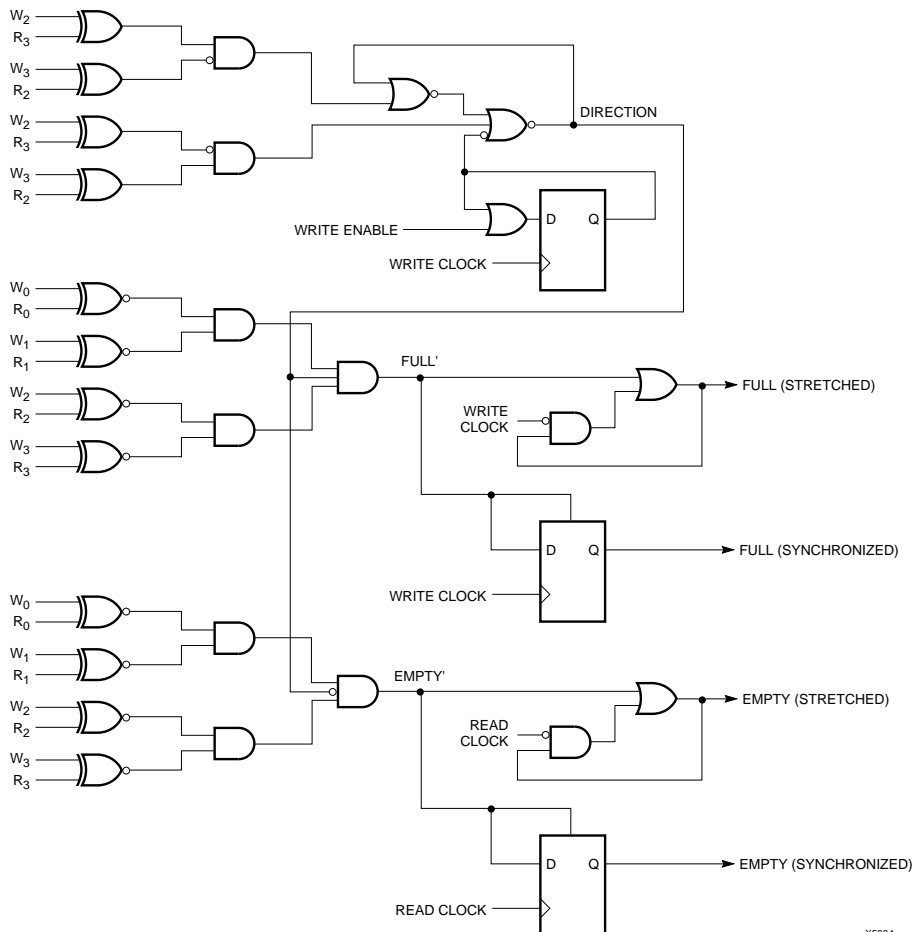 W2
R3
W3
R2
W2
R3
W3
R2
DIRECTION
D Q
WRITE ENABLE
WRITE CLOCK
W0
R0
W1
R1
W2
R2
W3
R3
FULL'
WRITE
CLOCK
FULL (STRETCHED)
D Q
FULL (SYNCHRONIZED)
WRITE CLOCK
W0
R0
W1
R1
W2
R2
W3
R3
EMPTY'
READ
CLOCK
EMPTY (STRETCHED)
D Q
EMPTY (SYNCHRONIZED)
READ CLOCK